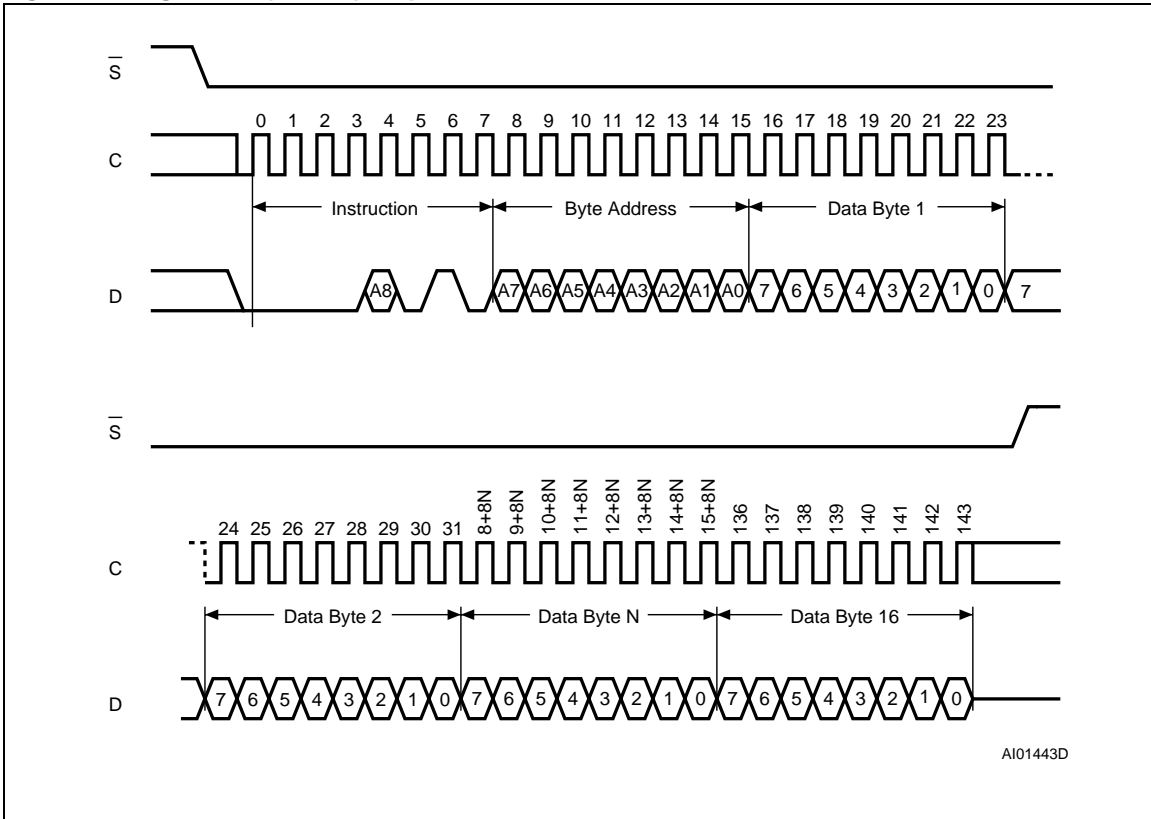 S
0 1 2 3 4 5 6 7 8 9 10 11 12 13 14 15 16 17 18 19 20 21 22 23
C
Instruction Byte Address Data Byte 1
D A8 A7 A6 A5 A4 A3 A2 A1 A0 7 6 5 4 3 2 1 0 7
S
24 25 26 27 28 29 30 31 8+8N 9+8N 10+8N 11+8N 12+8N 13+8N 14+8N 15+8N 136 137 138 139 140 141 142 143
C
Data Byte 2 Data Byte N Data Byte 16
D 7 6 5 4 3 2 1 0 7 6 5 4 3 2 1 0 7 6 5 4 3 2 1 0
AI01443D